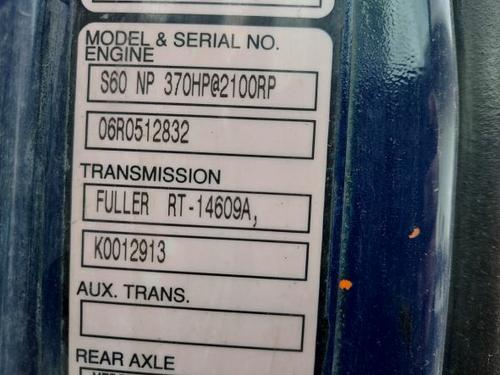 MODEL & SERIAL NO.
ENGINE
S60 NP 370HP@2100RP
06R0512832
TRANSMISSION
FULLER RT-14609A,
K0012913
AUX. TRANS.
REAR AXLE